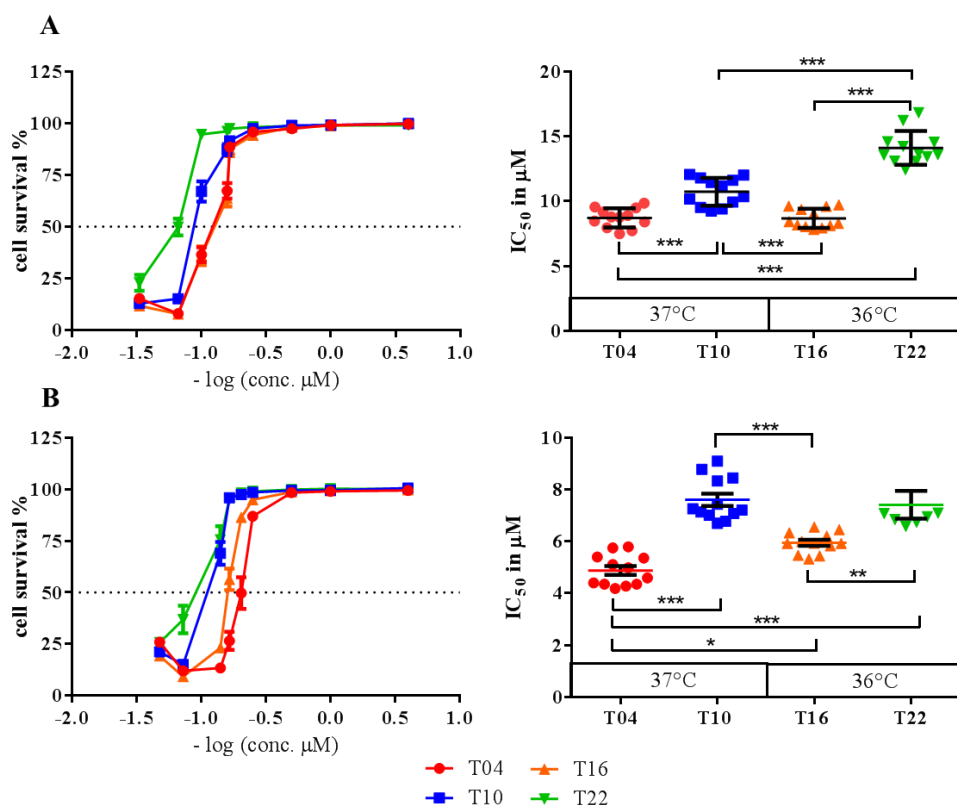 A
cell survival %
125
100
75
50
25
0
-2.0 -1.5 -1.0 -0.5 0.0 0.5 1.0
- log (conc. µM)
IC50 in µM
20
15
10
5
0
***
***
*** ***
***
37°C 36°C
T04 T10 T16 T22
B
cell survival %
125
100
75
50
25
0
-2.0 -1.5 -1.0 -0.5 0.0 0.5 1.0
- log (conc. µM)
IC50 in µM
10
8
6
4
2
0
***
**
***
***
*
37°C 36°C
T04 T10 T16 T22
T04 T16
T10 T22